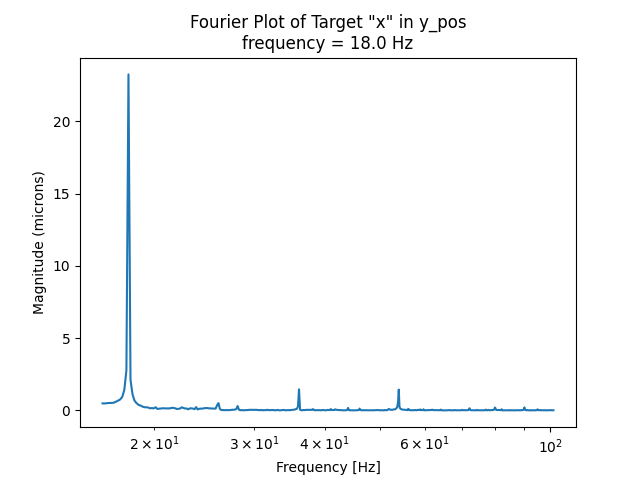 Fourier Plot of Target "x" in y_pos
frequency = 18.0 Hz
Magnitude (microns)
20
15
10
5
0
2 × 10¹ 3 × 10¹ 4 × 10¹ 6 × 10¹ 10²
Frequency [Hz]